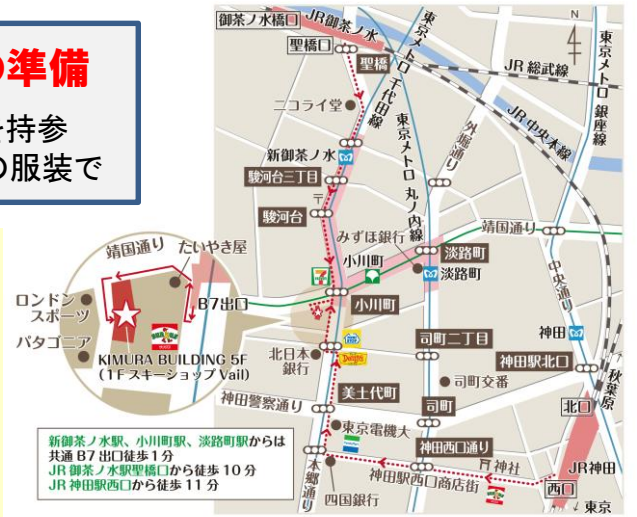 の準備
を持参
の服装で
御茶ノ水橋口
JR御茶ノ水
聖橋口
聖橋
東京メトロ 千代田線
N
東京メトロ 銀座線
JR 総武線
ニコライ堂
JR 中央本線
外堀通り
東京メトロ 丸ノ内線
新御茶ノ水
駿河台三丁目
〒
駿河台
みずほ銀行
靖国通り
淡路町
小川町
淡路町
中央通り
靖国通り
たいやき屋
ロンドン
スポーツ
B7出口
パタゴニア
KIMURA BUILDING 5F
(1Fスキーショップ Vail)
小川町
神田
北日本
銀行
司町二丁目
神田駅北口
秋葉原
美土代町
司町交番
神田警察通り
司町
北口
東京電機大
神田西口通り
神社
JR神田
神田駅西口商店街
西口
本郷通り
四国銀行
東京
新御茶ノ水駅、小川町駅、淡路町駅からは
共通 B7 出口徒歩 1 分
JR 御茶ノ水駅聖橋口から徒歩 10 分
JR 神田駅西口から徒歩 11 分